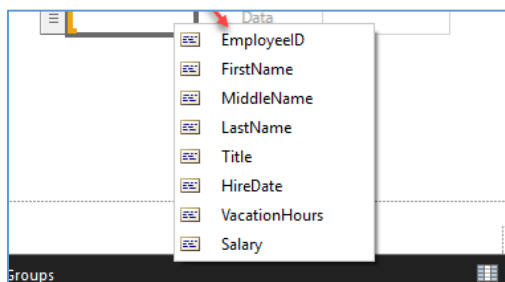 Data
EmployeeID
FirstName
MiddleName
LastName
Title
HireDate
VacationHours
Salary
Groups